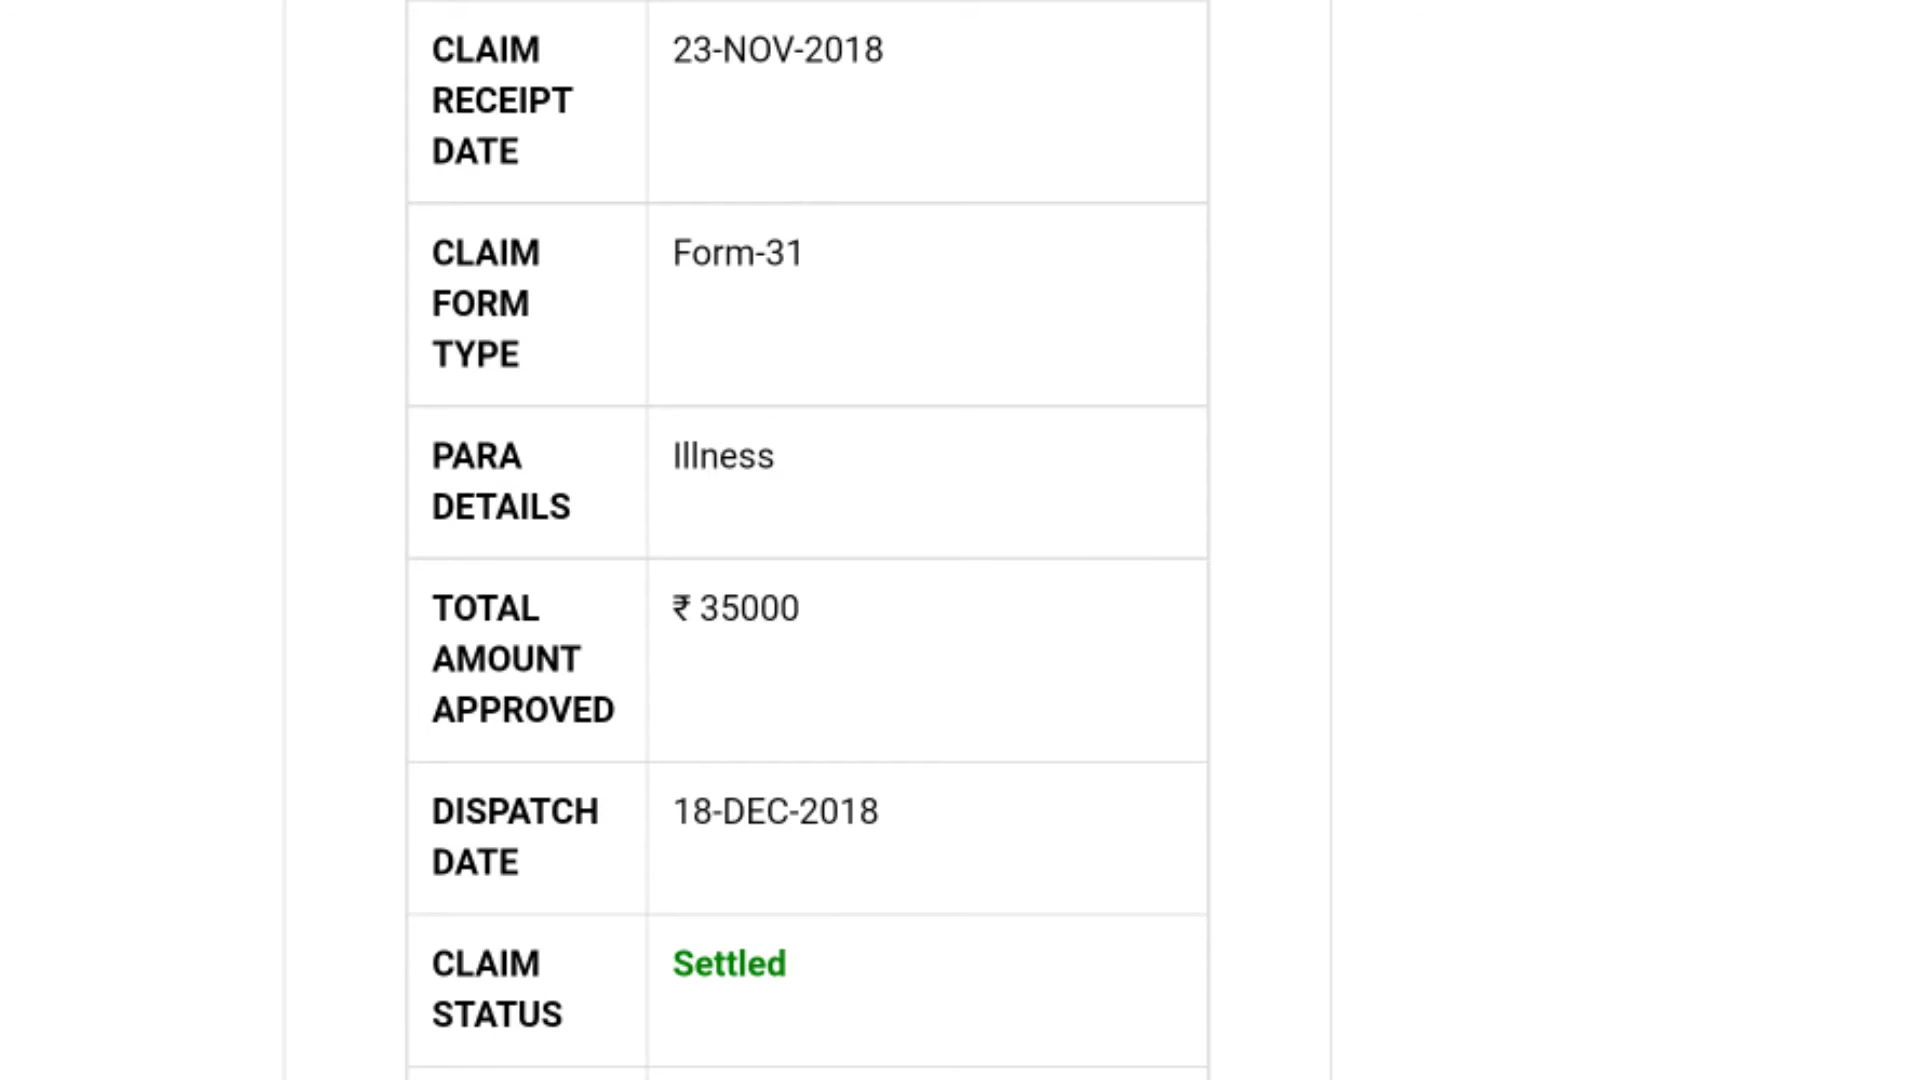 CLAIM RECEIPT DATE 23-NOV-2018
CLAIM FORM TYPE Form-31
PARA DETAILS Illness
TOTAL AMOUNT APPROVED ₹ 35000
DISPATCH DATE 18-DEC-2018
CLAIM STATUS Settled